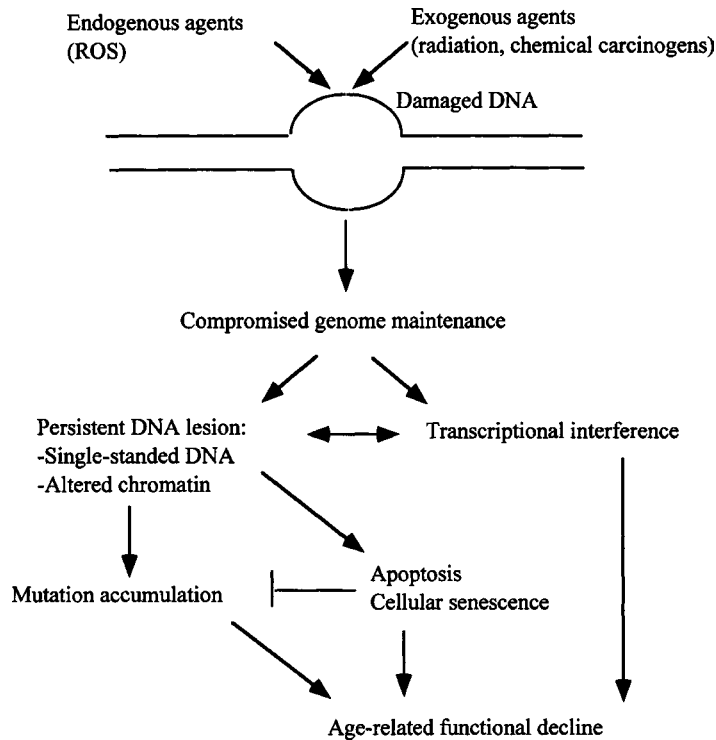 Endogenous agents
(ROS)
Exogenous agents
(radiation, chemical carcinogens)
Damaged DNA
Compromised genome maintenance
Persistent DNA lesion:
-Single-standed DNA
-Altered chromatin
Transcriptional interference
Mutation accumulation
Apoptosis
Cellular senescence
Age-related functional decline